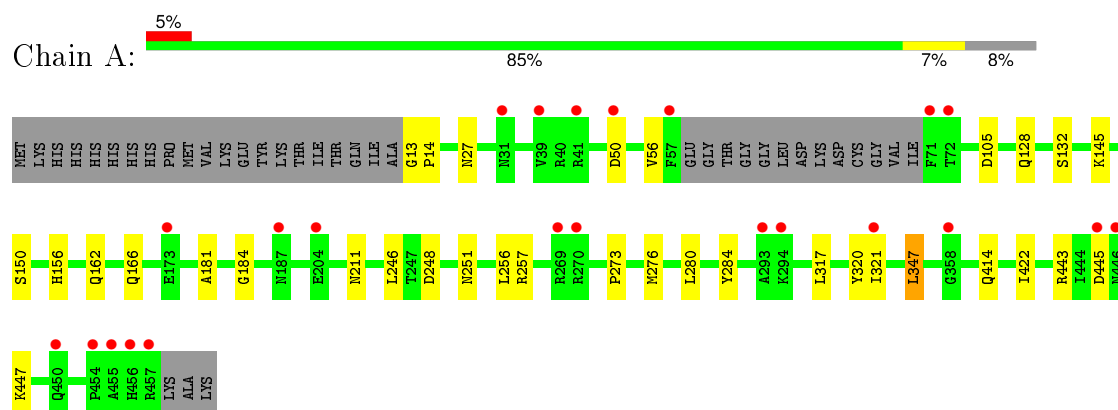 5%
Chain A:
85% 7% 8%
MET LYS HIS HIS HIS HIS HIS HIS PRO MET VAL LYS GLU TYR LYS THR ILE THR GLN ILE ALA G13 P14 N27 N31 V39 R40 R41 D50 V56 F57 GLU GLY THR GLY GLY LEU ASP LYS ASP CYS GLY VAL ILE F71 T72 D105 Q128 S132 K145
S150 H156 Q162 Q166 E173 A181 G184 N187 E204 N211 L246 T247 D248 N251 L256 R257 R269 R270 P273 M276 L280 Y284 A293 K294 L317 Y320 I321 L347 G358 Q414 I422 R443 I444 D445
K447 Q450 P454 A455 H456 R457 LYS ALA LYS